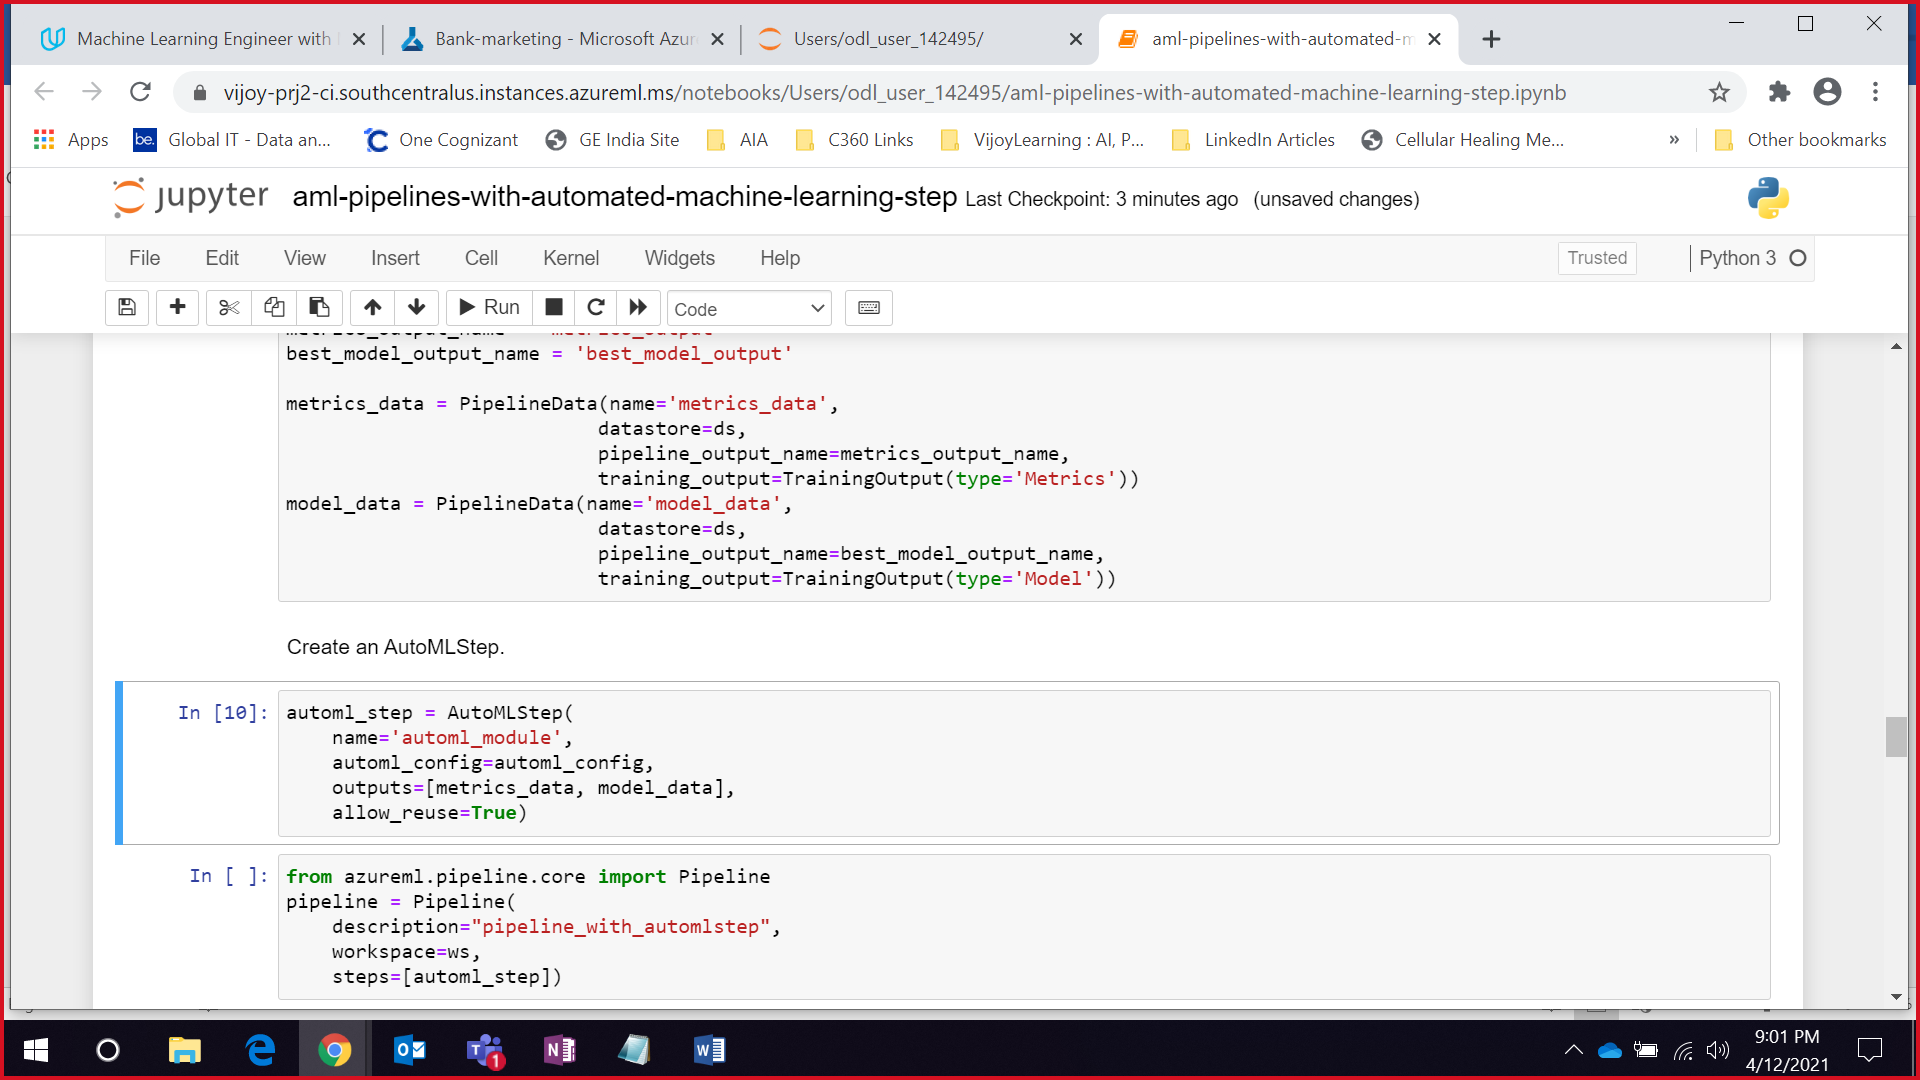 Machine Learning Engineer with
Bank-marketing - Microsoft Azur
Users/odl_user_142495/
aml-pipelines-with-automated-m
vijoy-prj2-ci.southcentralus.instances.azureml.ms/notebooks/Users/odl_user_142495/aml-pipelines-with-automated-machine-learning-step.ipynb
Apps
be.
Global IT - Data an...
One Cognizant
GE India Site
AIA
C360 Links
VijoyLearning : AI, P...
LinkedIn Articles
Cellular Healing Me...
»
Other bookmarks
jupyter aml-pipelines-with-automated-machine-learning-step Last Checkpoint: 3 minutes ago (unsaved changes)
File Edit View Insert Cell Kernel Widgets Help Trusted Python 3
Run Code
best_model_output_name = 'best_model_output'
metrics_data = PipelineData(name='metrics_data',
datastore=ds,
pipeline_output_name=metrics_output_name,
training_output=TrainingOutput(type='Metrics'))
model_data = PipelineData(name='model_data',
datastore=ds,
pipeline_output_name=best_model_output_name,
training_output=TrainingOutput(type='Model'))
Create an AutoMLStep.
In [10]: automl_step = AutoMLStep(
name='automl_module',
automl_config=automl_config,
outputs=[metrics_data, model_data],
allow_reuse=True)
In [ ]: from azureml.pipeline.core import Pipeline
pipeline = Pipeline(
description="pipeline_with_automlstep",
workspace=ws,
steps=[automl_step])
1
9:01 PM
4/12/2021